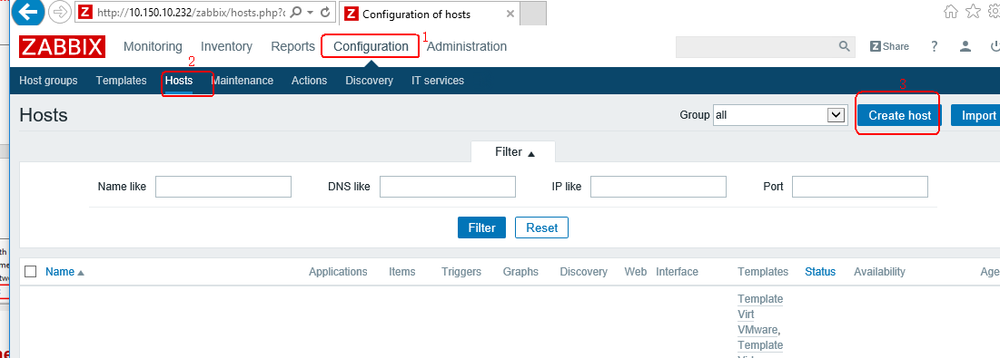 http://10.150.10.232/zabbix/hosts.php?
Configuration of hosts
ZABBIX Monitoring Inventory Reports Configuration 1 Administration
Share ?
2 3
Host groups Templates Hosts Maintenance Actions Discovery IT services
Hosts Group all Create host Import
Filter
Name like DNS like IP like Port
Filter Reset
Name Applications Items Triggers Graphs Discovery Web Interface Templates Status Availability
Template
Virt
VMware,
Template